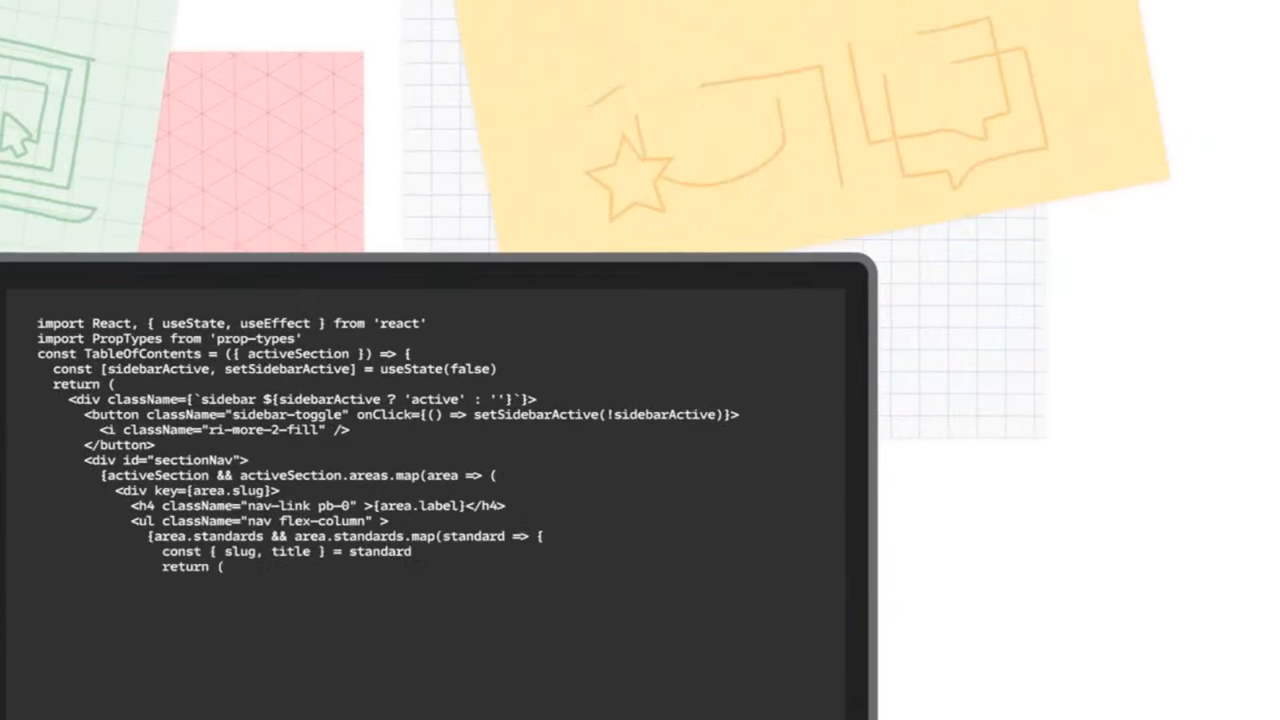 import React, { useState, useEffect } from 'react'
import PropTypes from 'prop-types'
const TableOfContents = ({ activeSection }) => {
  const [sidebarActive, setSidebarActive] = useState(false)
  return (
    <div className={`sidebar ${sidebarActive ? 'active' : ''}`}>
      <button className="sidebar-toggle" onClick={() => setSidebarActive(!sidebarActive)}>
        <i className="ri-more-2-fill" />
      </button>
      <div id="sectionNav">
        {activeSection && activeSection.areas.map(area => (
          <div key={area.slug}>
            <h4 className="nav-link pb-0" >{area.label}</h4>
            <ul className="nav flex-column" >
              {area.standards && area.standards.map(standard => {
                const { slug, title } = standard
                return (